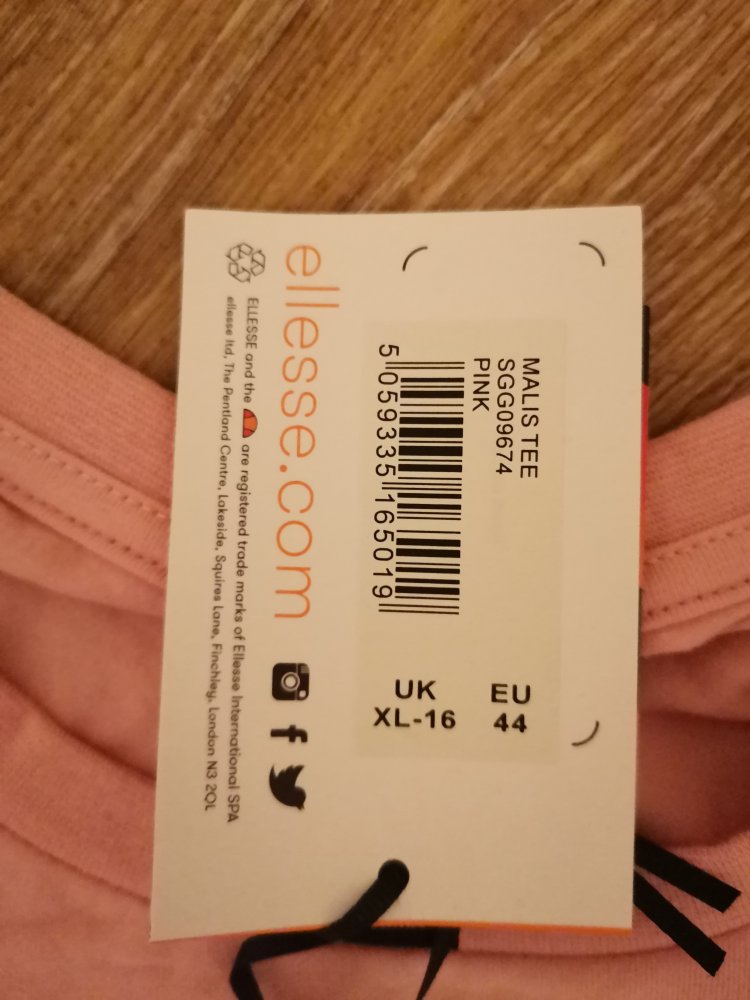 MALIS TEE
SGG09674
PINK
5 059335 165019
UK
XL-16
EU
44
ellesse.com
ELLESSE and the are registered trade marks of Ellesse International SPA
ellesse ltd, The Pentland Centre, Lakeside, Squires Lane, Finchley, London N3 2QL